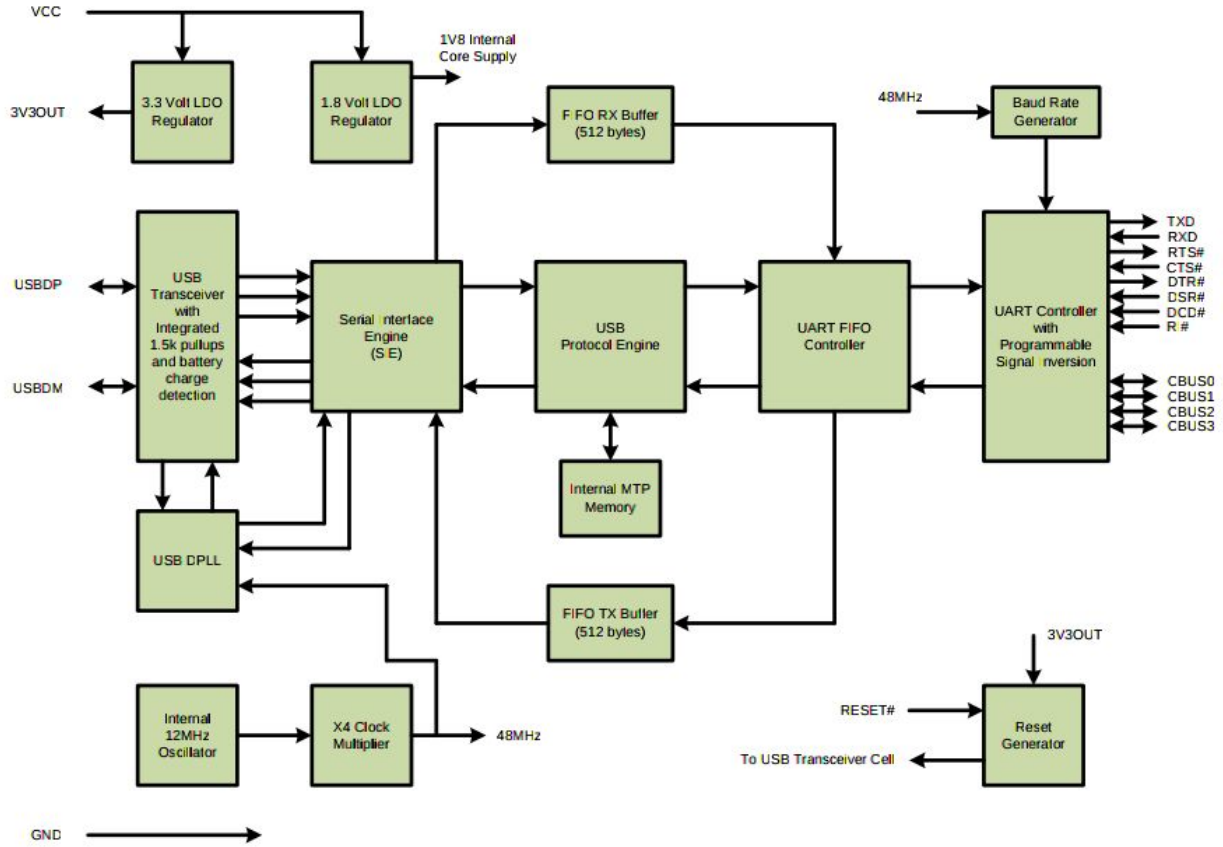 VCC
1V8 Internal
Core Supply
3.3 Volt LDO
Regulator
1.8 Volt LDO
Regulator
3V3OUT
FIFO RX Buffer
(512 bytes)
48MHz
Baud Rate
Generator
USBDP
USBDM
USB
Transceiver
with
Integrated
1.5k pullups
and battery
charge
detection
Serial Interface
Engine
(SIE)
USB
Protocol Engine
UART FIFO
Controller
UART Controller
with
Programmable
Signal Inversion
TXD
RXD
RTS#
CTS#
DTR#
DSR#
DCD#
RI#
CBUS0
CBUS1
CBUS2
CBUS3
Internal MTP
Memory
USB DPLL
FIFO TX Buffer
(512 bytes)
3V3OUT
Internal
12MHz
Oscillator
X4 Clock
Multiplier
48MHz
RESET#
To USB Transceiver Cell
Reset
Generator
GND